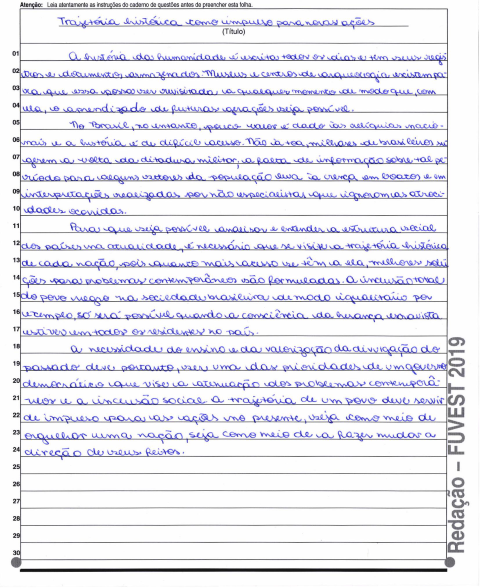 Atenção: Leia atentamente as instruções do caderno de questões antes de preencher esta folha.
Trajetória histórica como impulso para novas ações
(Título)
01 A história da humanidade é escrita todos os dias e tem seus regis
02 tros e documentos armazenados. Museus e centros de arqueologia existem pa
03 ra que essa possa ser revisitada a qualquer momento de modo que, com
04 ela, o aprendizado de futuras gerações seja possível.
05 No Brasil, no entanto, pouco valor é dado às relíquias nacio-
06 nais e a história é de difícil acesso. Não à toa, milhares de brasileiros su
07 gerem a volta da ditadura militar, a falta de informação sobre tal pe
08 ríodo para alguns setores da população leva à crença em boatos e em
09 interpretações realizadas por não especialistas que ignoram as atroci-
10 dades ocorridas.
11 Para que seja possível analisar e entender a estrutura social
12 dos países na atualidade, é necessário que se visite a trajetória histórica
13 de cada nação, pois quanto mais acesso se têm a ela, melhores solu
14 ções para problemas contemporâneos são formuladas. A inclusão total
15 do povo negro na sociedade brasileira de modo igualitário por
16 exemplo, só será possível quando a consciência da herança escravista
17 estiver em todos os residentes no país.
18 A necessidade do ensino e da valorização da divulgação do
19 passado deve portanto, ser uma das prioridades de um governo
20 democrático que vise a atenuação dos problemas contemporâ
21 neos e a inclusão social. A trajetória de um povo deve servir
22 de impulso para as ações no presente, seja como meio de
23 orgulhar uma nação, seja como meio de a fazer mudar a
24 direção de seus feitos.
25
26
27
28
29
30
Redação – FUVEST 2019